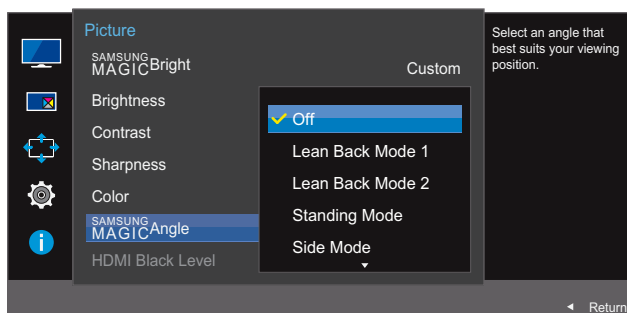 Picture
SAMSUNG
MAGICBright
Custom
Brightness
Contrast
Sharpness
Color
SAMSUNG
MAGICAngle
HDMI Black Level
Off
Lean Back Mode 1
Lean Back Mode 2
Standing Mode
Side Mode
Select an angle that
best suits your viewing
position.
Return